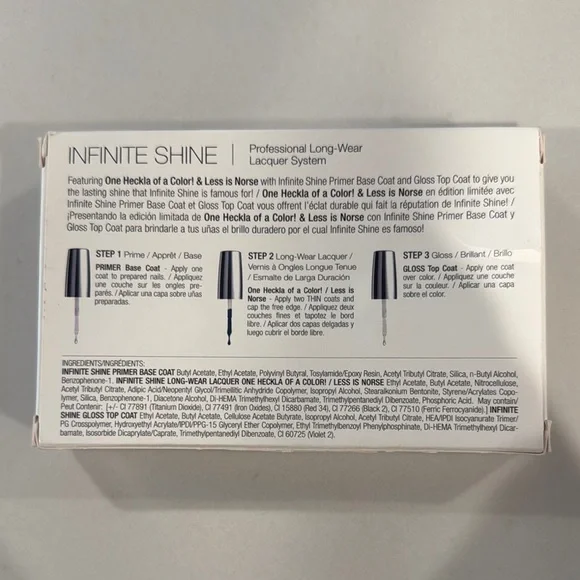 INFINITE SHINE | Professional Long-Wear
Lacquer System
Featuring One Heckla of a Color! & Less is Norse with Infinite Shine Primer Base Coat and Gloss Top Coat to give you
the lasting shine that Infinite Shine is famous for! / One Heckla of a Color! & Less is Norse en édition limitée avec
Infinite Shine Primer Base Coat et Gloss Top Coat vous offrent l'éclat durable qui fait la réputation de Infinite Shine! /
¡Presentando la edición limitada de One Heckla of a Color! & Less is Norse con Infinite Shine Primer Base Coat y
Gloss Top Coat para brindarle a tus uñas el brillo duradero por el cual Infinite Shine es famoso!
STEP 1 Prime / Apprêt / Base
PRIMER Base Coat - Apply one
coat to prepared nails. / Appliquez
une couche sur les ongles pré-
parés. / Aplicar una capa sobre uñas
preparadas.
STEP 2 Long-Wear Lacquer /
Vernis à Ongles Longue Tenue
/ Esmalte de Larga Duración
One Heckla of a Color! / Less is
Norse - Apply two THIN coats and
cap the free edge. / Appliquez deux
couches fines et tapotez le bord
libre. / Aplicar dos capas delgadas y
luego cubrir el borde libre.
STEP 3 Gloss / Brillant / Brillo
GLOSS Top Coat - Apply one coat
over color. / Appliquez une couche
sur la couleur. / Aplicar una capa
sobre el color.
INGREDIENTS/INGRÉDIENTS:
INFINITE SHINE PRIMER BASE COAT Butyl Acetate, Ethyl Acetate, Polyvinyl Butyral, Tosylamide/Epoxy Resin, Acetyl Tributyl Citrate, Silica, n-Butyl Alcohol,
Benzophenone-1. INFINITE SHINE LONG-WEAR LACQUER ONE HECKLA OF A COLOR! / LESS IS NORSE Ethyl Acetate, Butyl Acetate, Nitrocellulose,
Acetyl Tributyl Citrate, Adipic Acid/Neopentyl Glycol/Trimellitic Anhydride Copolymer, Isopropyl Alcohol, Stearalkonium Bentonite, Styrene/Acrylates Copo-
lymer, Silica, Benzophenone-1, Diacetone Alcohol, Di-HEMA Trimethylhexyl Dicarbamate, Trimethylpentanediyl Dibenzoate, Phosphoric Acid. May contain/
Peut Contenir: [+/- CI 77891 (Titanium Dioxide), CI 77491 (Iron Oxides), CI 15880 (Red 34), CI 77266 (Black 2), CI 77510 (Ferric Ferrocyanide).] INFINITE
SHINE GLOSS TOP COAT Ethyl Acetate, Butyl Acetate, Cellulose Acetate Butyrate, Isopropyl Alcohol, Acetyl Tributyl Citrate, HEA/IPDI Isocyanurate Trimer/
PG Crosspolymer, Hydroxyethyl Acrylate/IPDI/PPG-15 Glyceryl Ether Copolymer, Ethyl Trimethylbenzoyl Phenylphosphinate, Di-HEMA Trimethylhexyl Dicar-
bamate, Isosorbide Dicaprylate/Caprate, Trimethylpentanediyl Dibenzoate, CI 60725 (Violet 2).